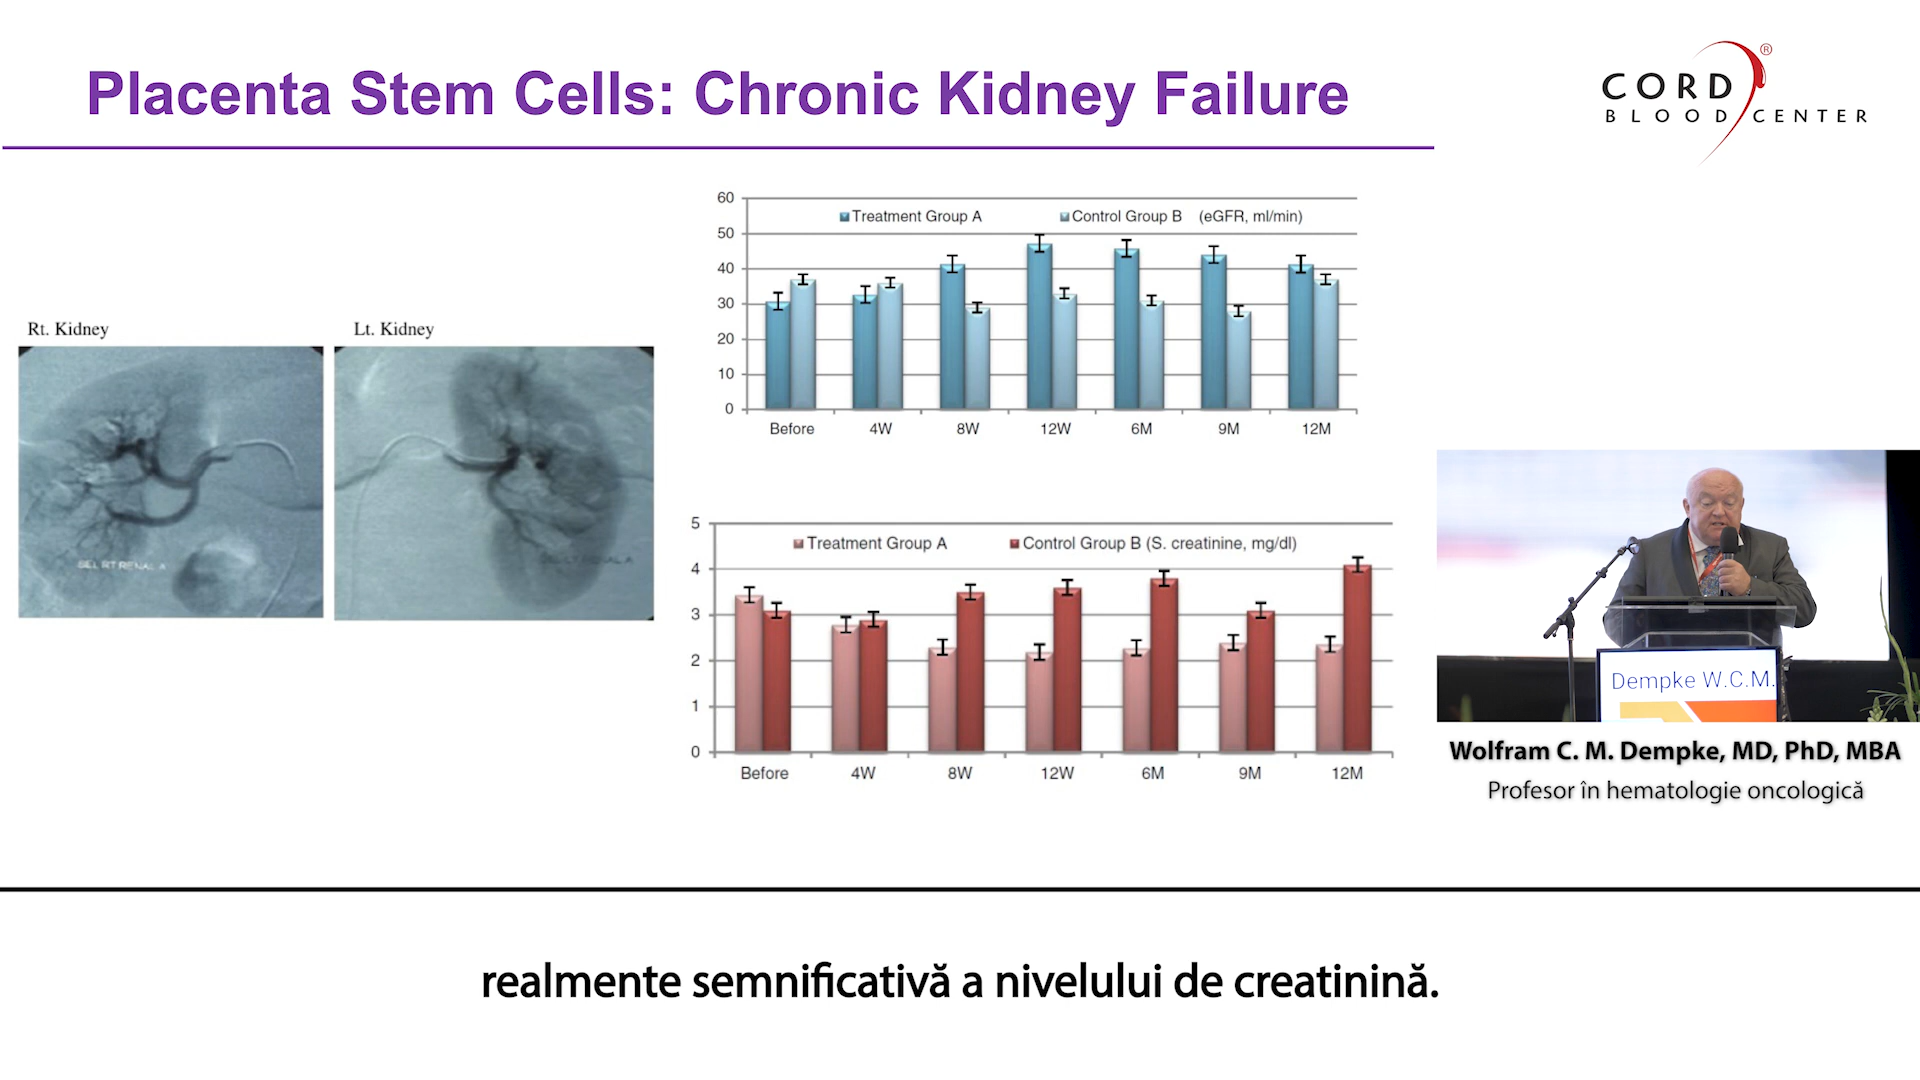 Placenta Stem Cells: Chronic Kidney Failure
CORD
BLOOD CENTER
®
Rt. Kidney
Lt. Kidney
SEL RT RENAL A
60
50
40
30
20
10
0
Treatment Group A
Control Group B (eGFR, ml/min)
Before 4W 8W 12W 6M 9M 12M
5
4
3
2
1
0
Treatment Group A
Control Group B (S. creatinine, mg/dl)
Before 4W 8W 12W 6M 9M 12M
Dempke W.C.M.
Wolfram C. M. Dempke, MD, PhD, MBA
Profesor în hematologie oncologică
realmente semnificativă a nivelului de creatinină.